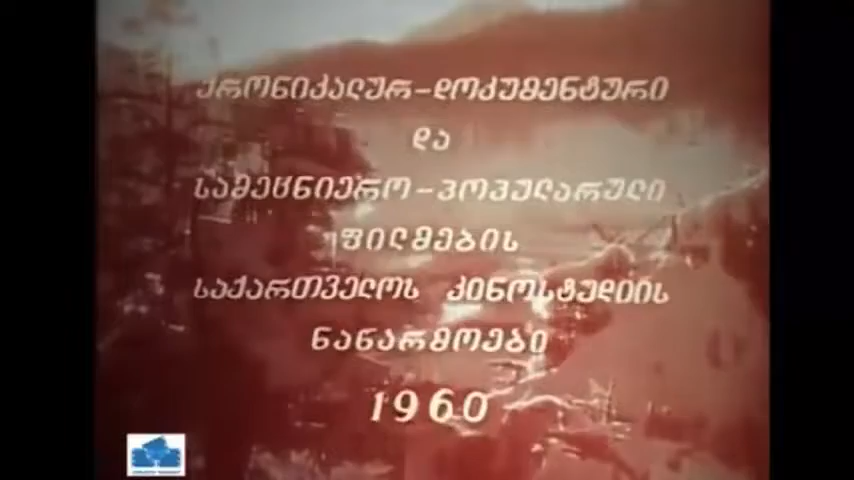 ქრონიკალურ-დოკუმენტური
და
სამეცნიერო-პოპულარული
ფილმების
საქართველოს კინოსტუდიის
ნაწარმოები
1960